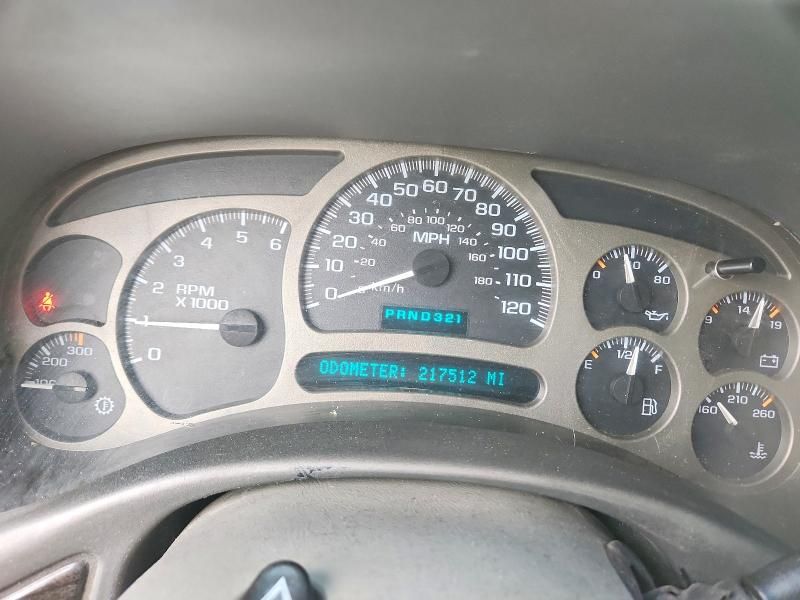 0 1 2 3 4 5 6
RPM
X1000
100 200 300
0 10 20 30 40 50 60 70 80 90 100 110 120
20 40 60 80 100 120 140 160 180
MPH
km/h
PRND321
ODOMETER: 217512 MI
0 40 80
9 14 19
E 1/2 F
160 210 260